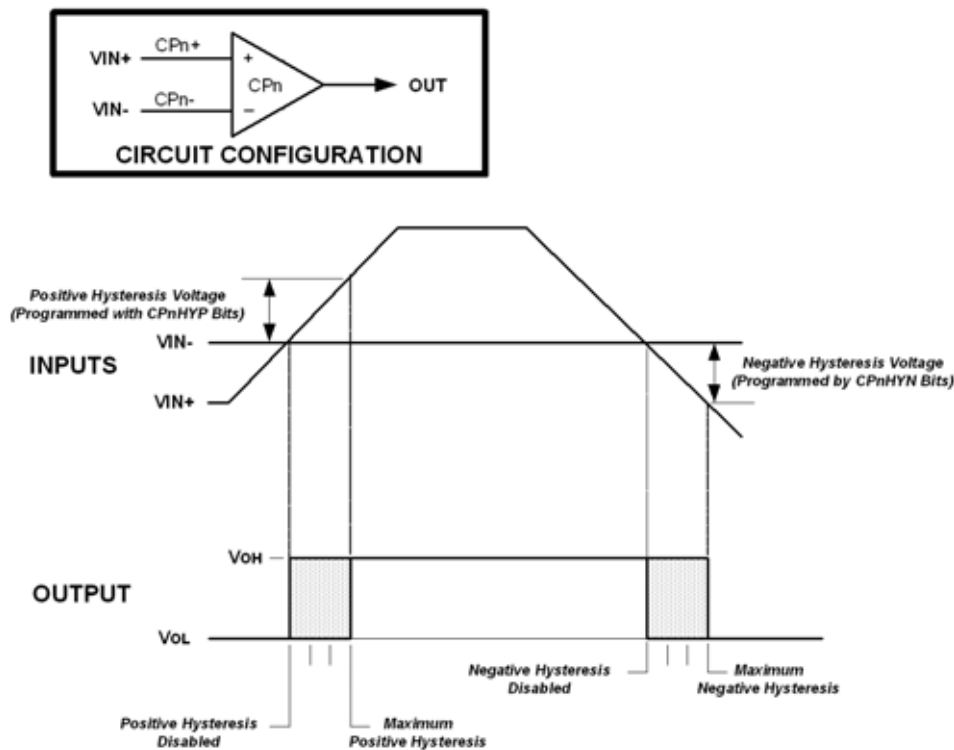 VIN+
CPn+
+
CPn
OUT
VIN-
CPn-
–
CIRCUIT CONFIGURATION
Positive Hysteresis Voltage
(Programmed with CPnHYP Bits)
VIN-
INPUTS
VIN+
Negative Hysteresis Voltage
(Programmed by CPnHYN Bits)
VOH
OUTPUT
VOL
Negative Hysteresis
Disabled
Maximum
Negative Hysteresis
Positive Hysteresis
Disabled
Maximum
Positive Hysteresis